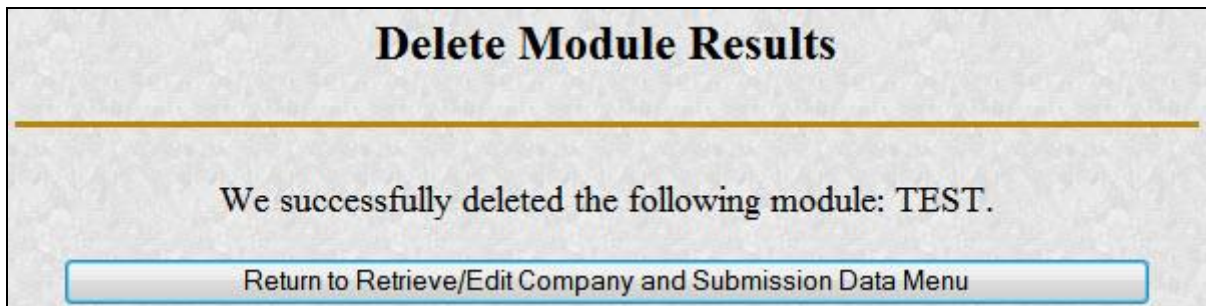 Delete Module Results
We successfully deleted the following module: TEST.
Return to Retrieve/Edit Company and Submission Data Menu